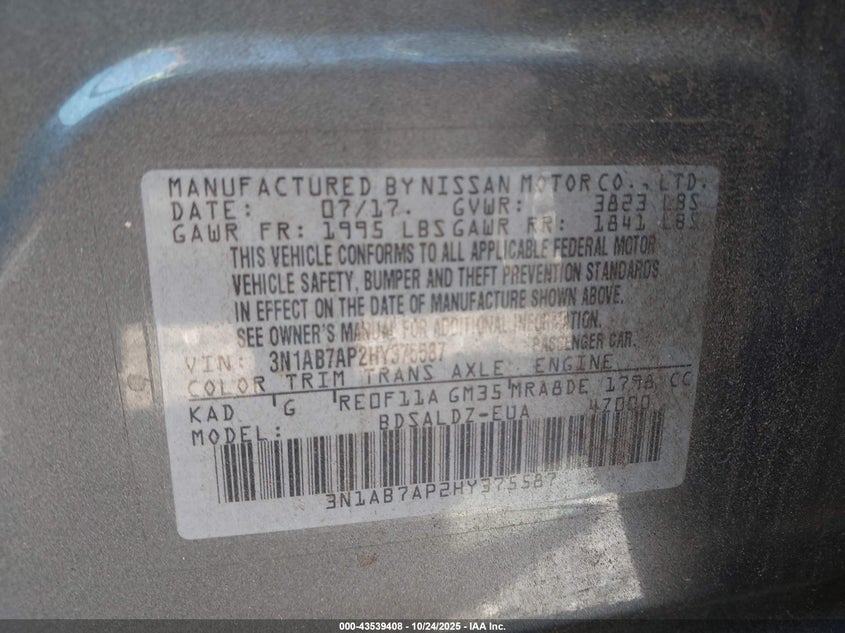 MANUFACTURED BY NISSAN MOTOR CO., LTD.
DATE: 07/17. GVWR: 3823 LBS
GAWR FR: 1995 LBS GAWR RR: 1841 LBS
THIS VEHICLE CONFORMS TO ALL APPLICABLE FEDERAL MOTOR
VEHICLE SAFETY, BUMPER AND THEFT PREVENTION STANDARDS
IN EFFECT ON THE DATE OF MANUFACTURE SHOWN ABOVE.
SEE OWNER'S MANUAL FOR ADDITIONAL INFORMATION.
VIN: 3N1AB7AP2HY375587 PASSENGER CAR.
COLOR TRIM TRANS AXLE ENGINE
KAD G RE0F11A GM35 MRA8DE 1798 CC
MODEL: BDSALDZ-EUA 4Z000
3N1AB7AP2HY375587
000-43539408 - 10/24/2025 - IAA Inc.